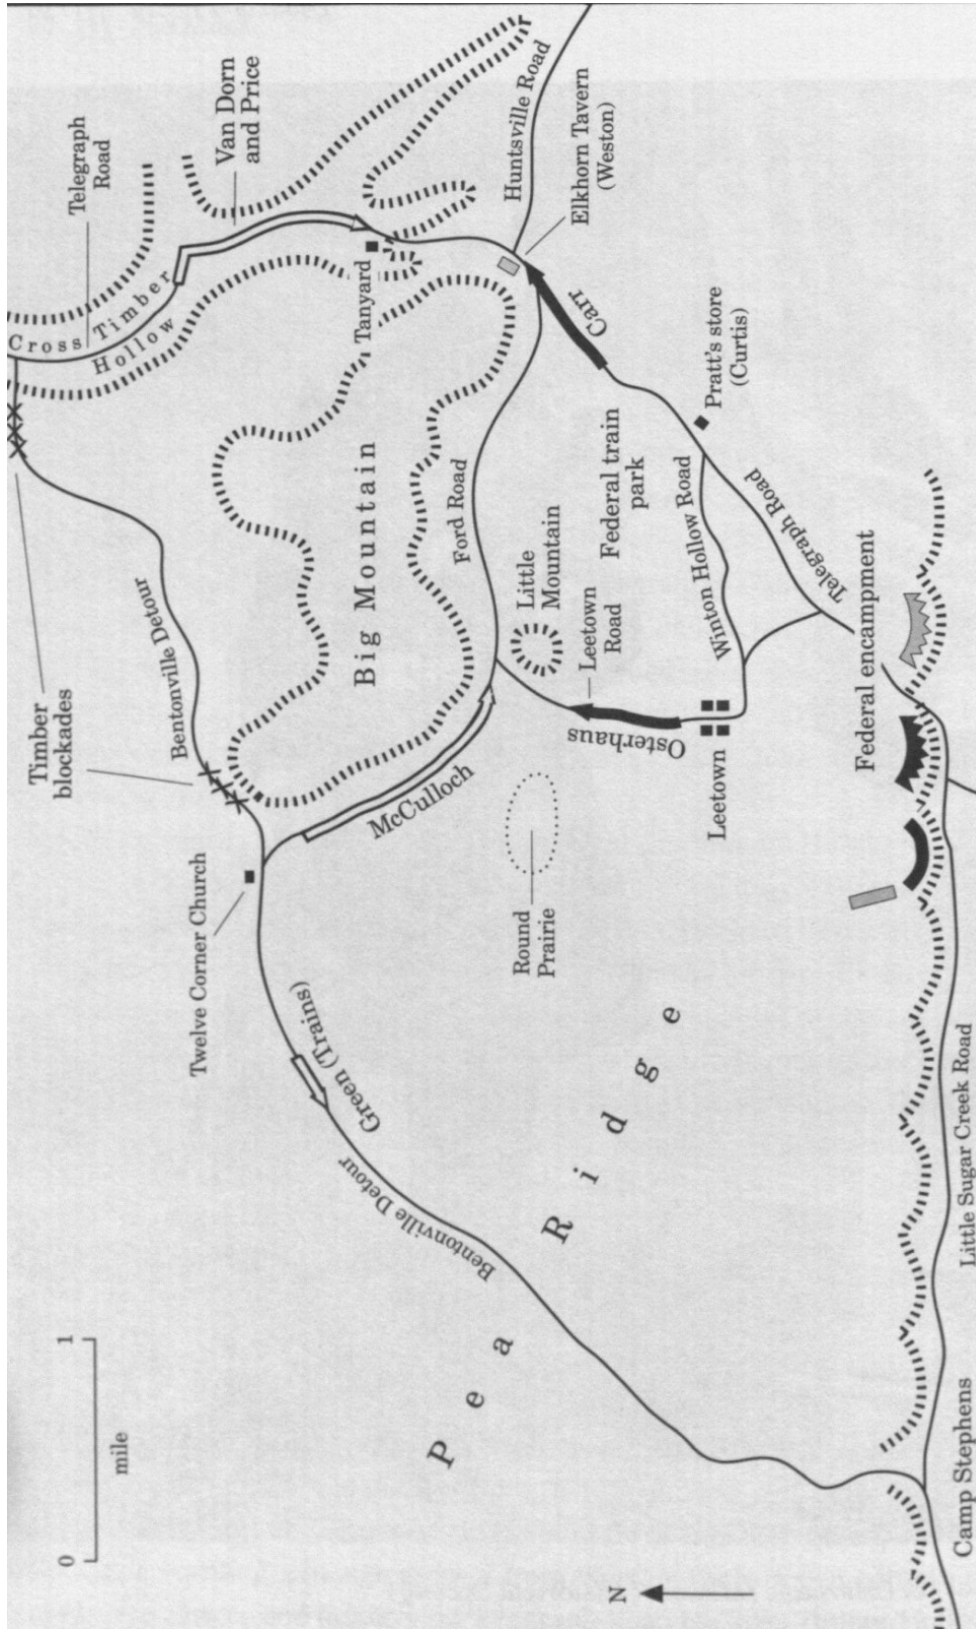 0
1
mile
N
Pea Ridge
Camp Stephens
Little Sugar Creek Road
Bentonville Detour
Green (Trains)
Twelve Corner Church
Timber
blockades
Bentonville Detour
McCulloch
Round
Prairie
Big Mountain
Ford Road
Little
Mountain
Leetown
Road
Osterhaus
Leetown
Winton Hollow Road
Federal train
park
Federal encampment
Telegraph Road
Pratt's store
(Curtis)
Carr
Elkhorn Tavern
(Weston)
Huntsville Road
Tanyard
Cross Timber
Hollow
Telegraph
Road
Van Dorn
and Price